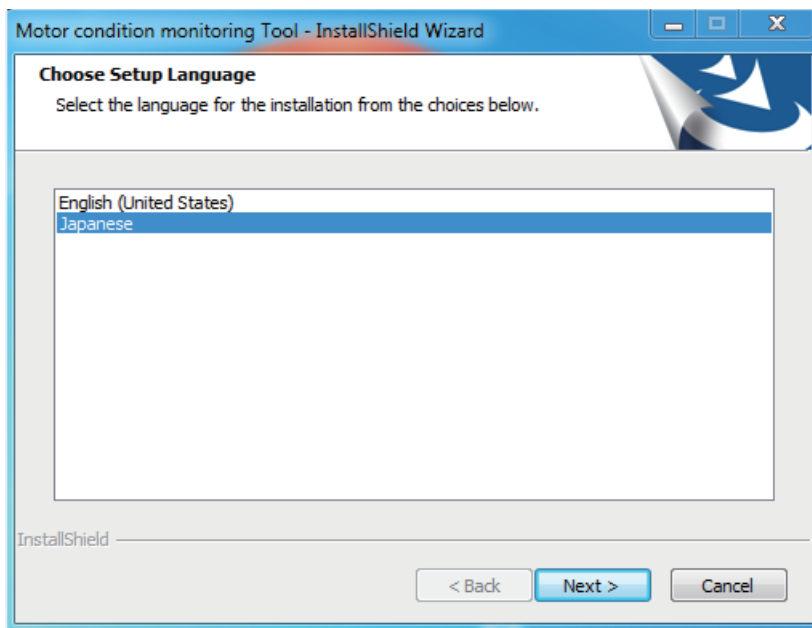 Motor condition monitoring Tool - InstallShield Wizard
Choose Setup Language
Select the language for the installation from the choices below.
English (United States)
Japanese
InstallShield
< Back
Next >
Cancel